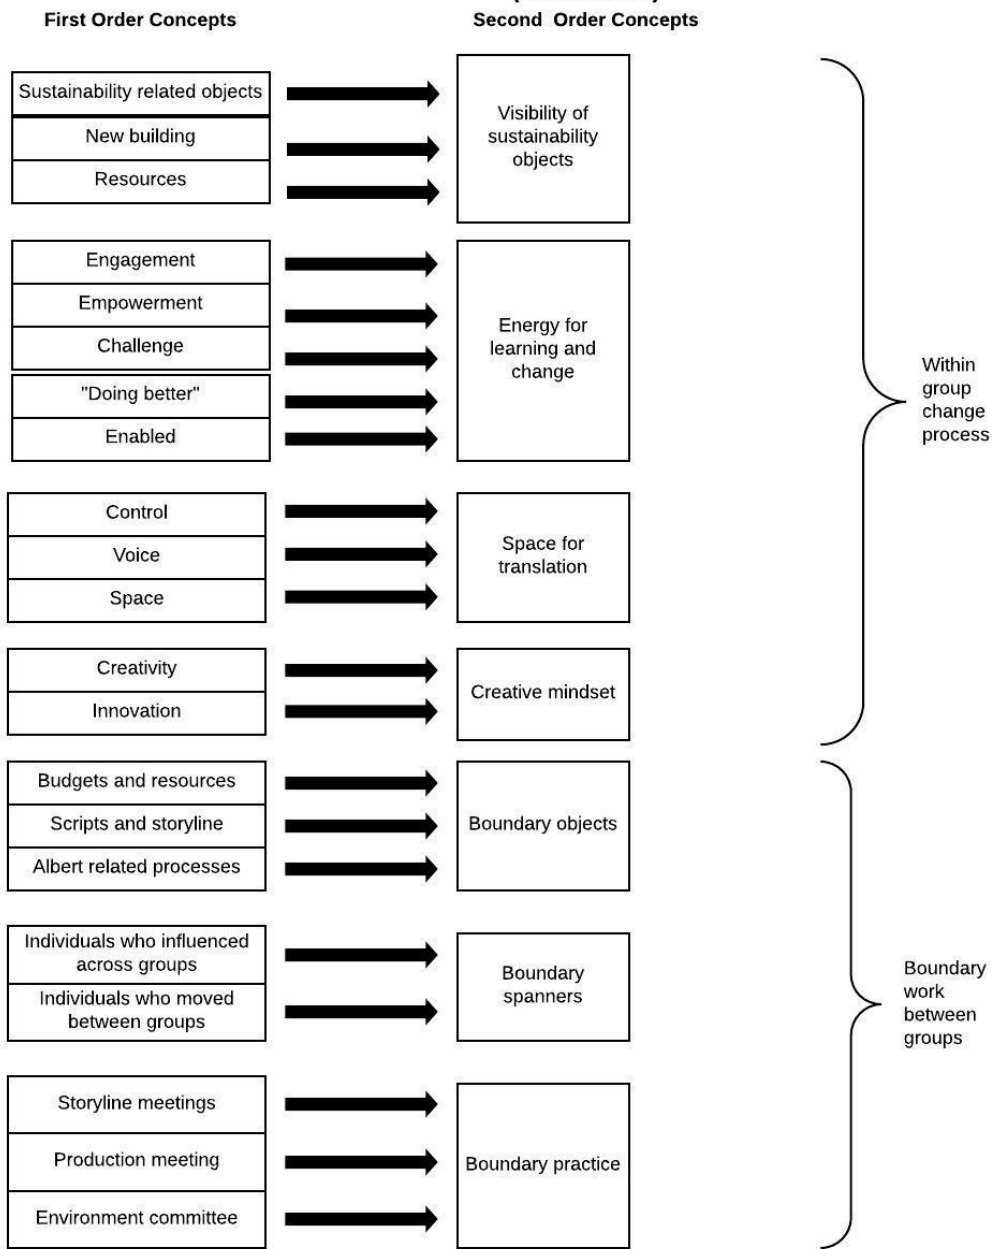 First Order Concepts
Second Order Concepts
Sustainability related objects
New building
Resources
Visibility of
sustainability
objects
Engagement
Empowerment
Challenge
"Doing better"
Enabled
Energy for
learning and
change
Within
group
change
process
Control
Voice
Space
Space for
translation
Creativity
Innovation
Creative mindset
Budgets and resources
Scripts and storyline
Albert related processes
Boundary objects
Individuals who influenced
across groups
Individuals who moved
between groups
Boundary
spanners
Boundary
work
between
groups
Storyline meetings
Production meeting
Environment committee
Boundary practice